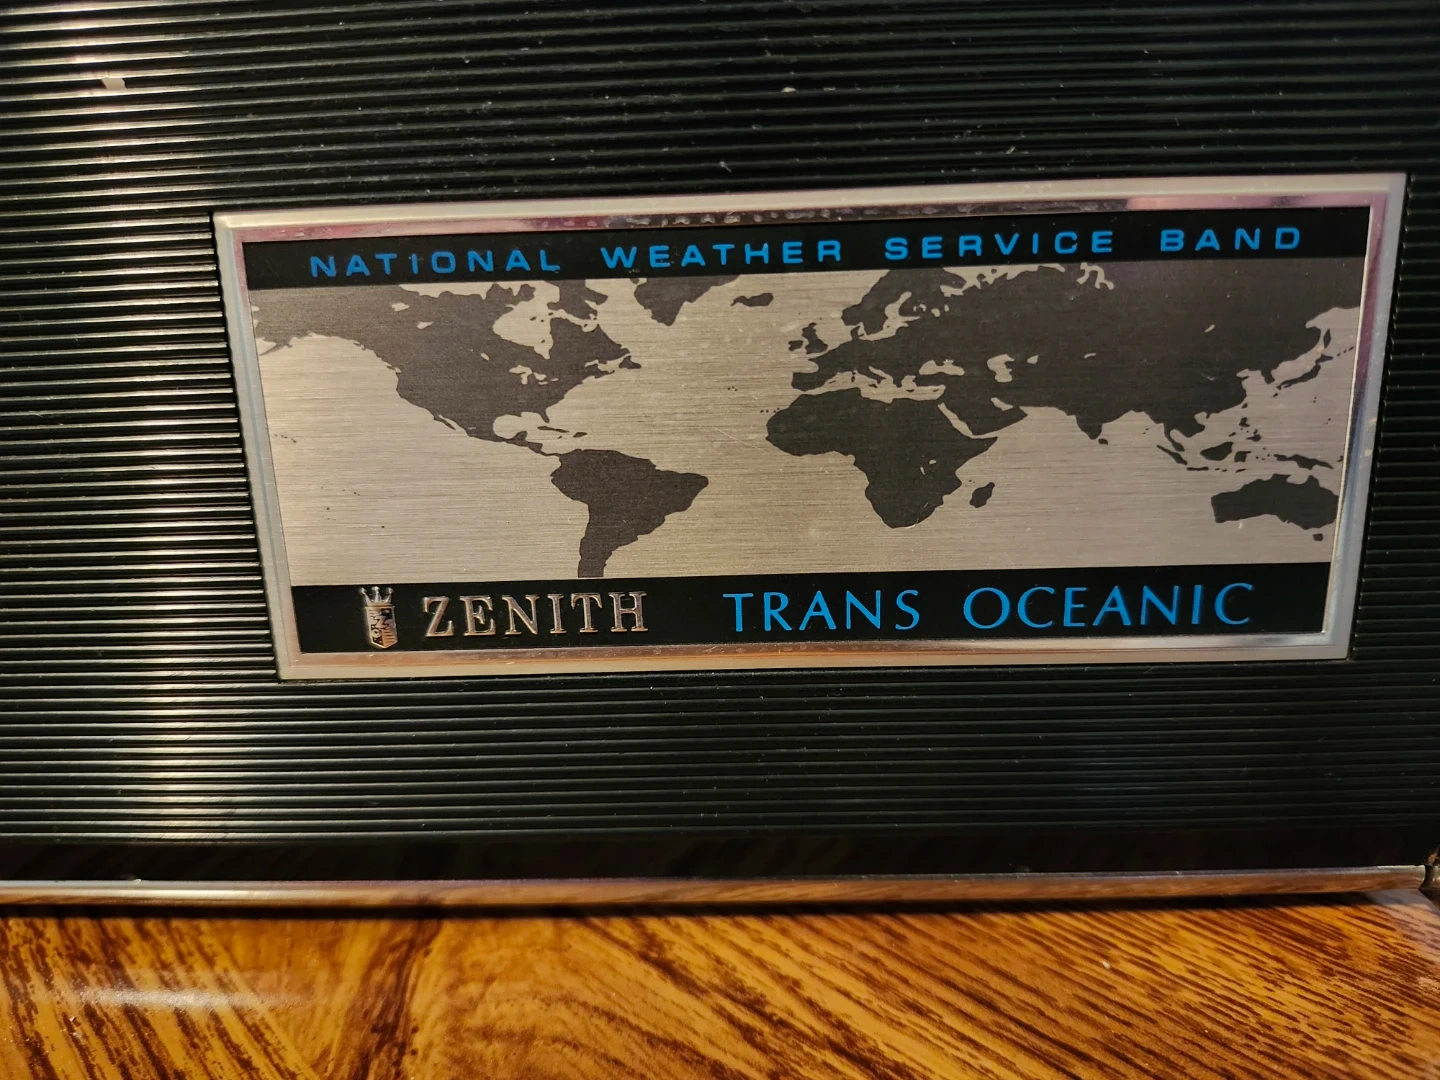 NATIONAL WEATHER SERVICE BAND
ZENITH TRANS OCEANIC